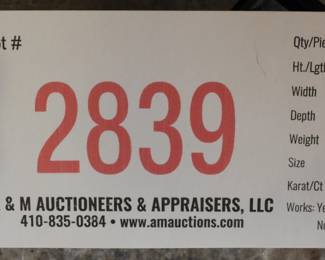 #
Qty/Pie
Ht./Lgt
Width
2839
Depth
Weight
Size
Karat/Ct
& M AUCTIONEERS & APPRAISERS, LLC
Works: Ye
410-835-0384 • www.amauctions.com